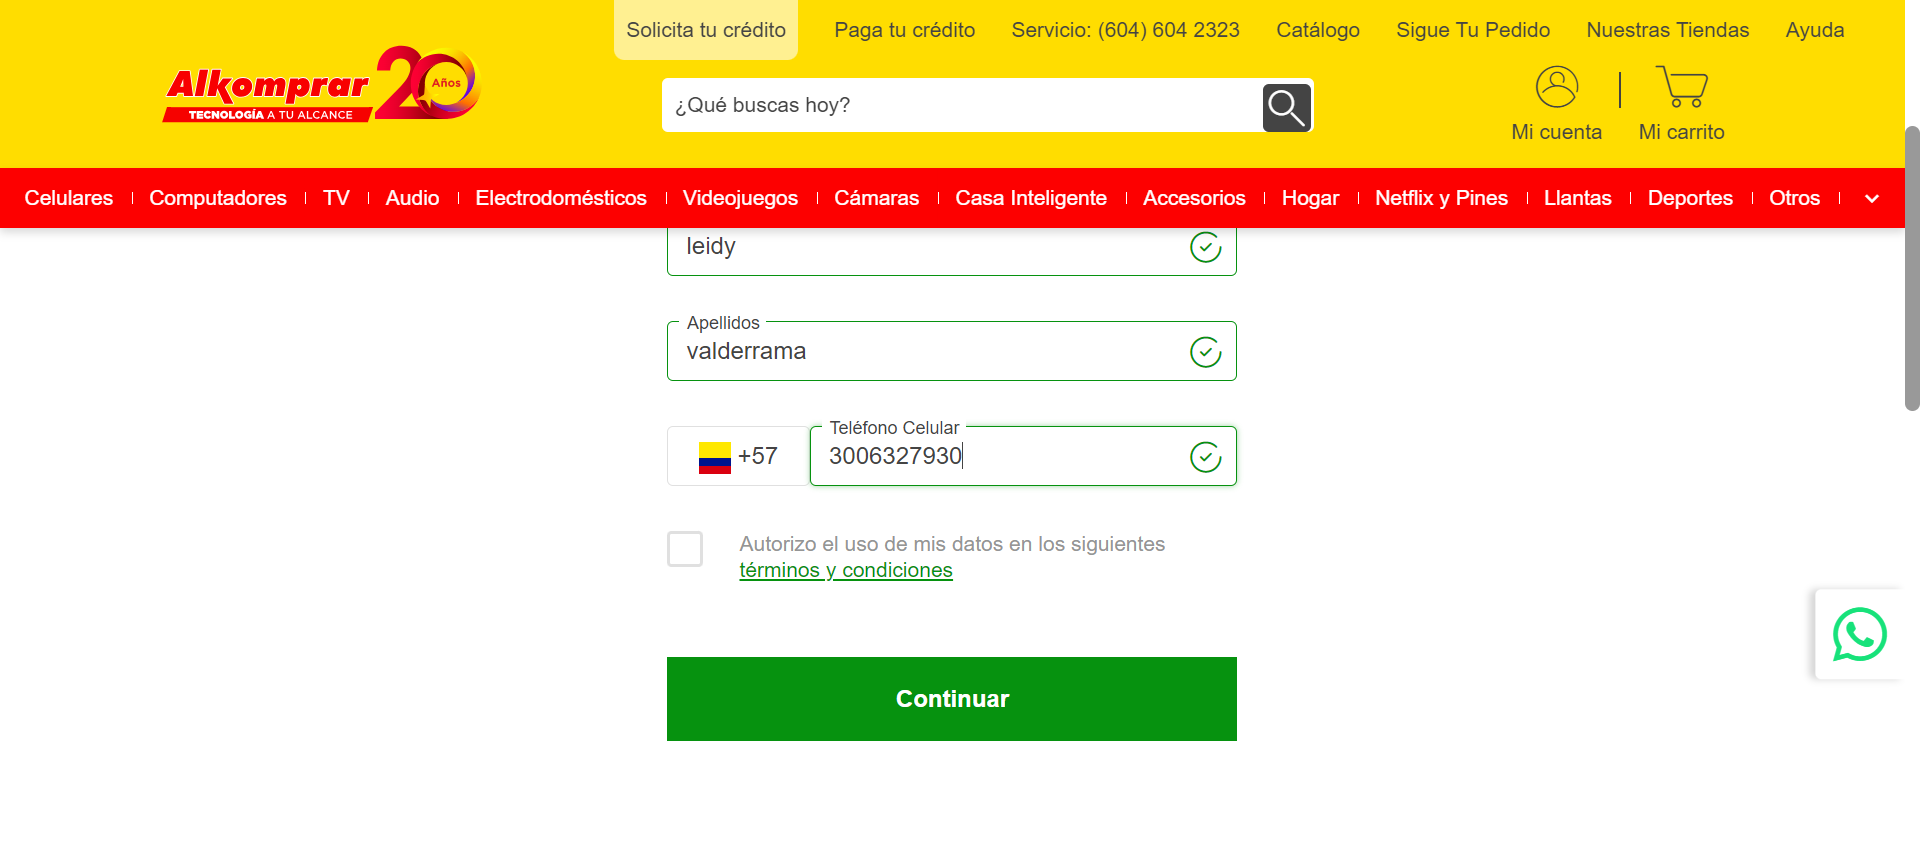 Solicita tu crédito
Paga tu crédito
Servicio: (604) 604 2323
Catálogo
Sigue Tu Pedido
Nuestras Tiendas
Ayuda
Alkomprar 20 Años
TECNOLOGÍA A TU ALCANCE
¿Qué buscas hoy?
Mi cuenta
Mi carrito
Celulares
Computadores
TV
Audio
Electrodomésticos
Videojuegos
Cámaras
Casa Inteligente
Accesorios
Hogar
Netflix y Pines
Llantas
Deportes
Otros
leidy
Apellidos
valderrama
Teléfono Celular
+57 3006327930
Autorizo el uso de mis datos en los siguientes
términos y condiciones
Continuar